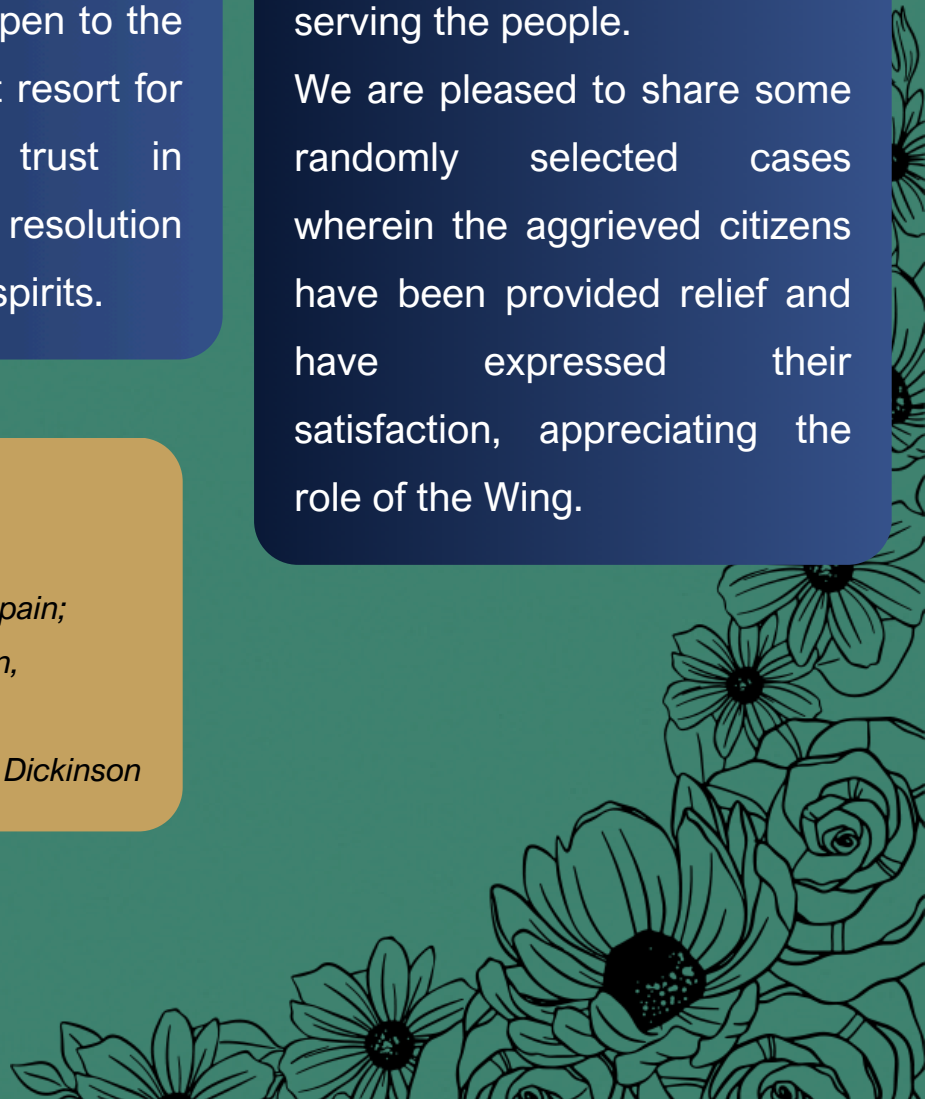 pen to the
resort for
trust in
resolution
spirits.
serving the people.
We are pleased to share some
randomly selected cases
wherein the aggrieved citizens
have been provided relief and
have expressed their
satisfaction, appreciating the
role of the Wing.
pain;
n,
Dickinson